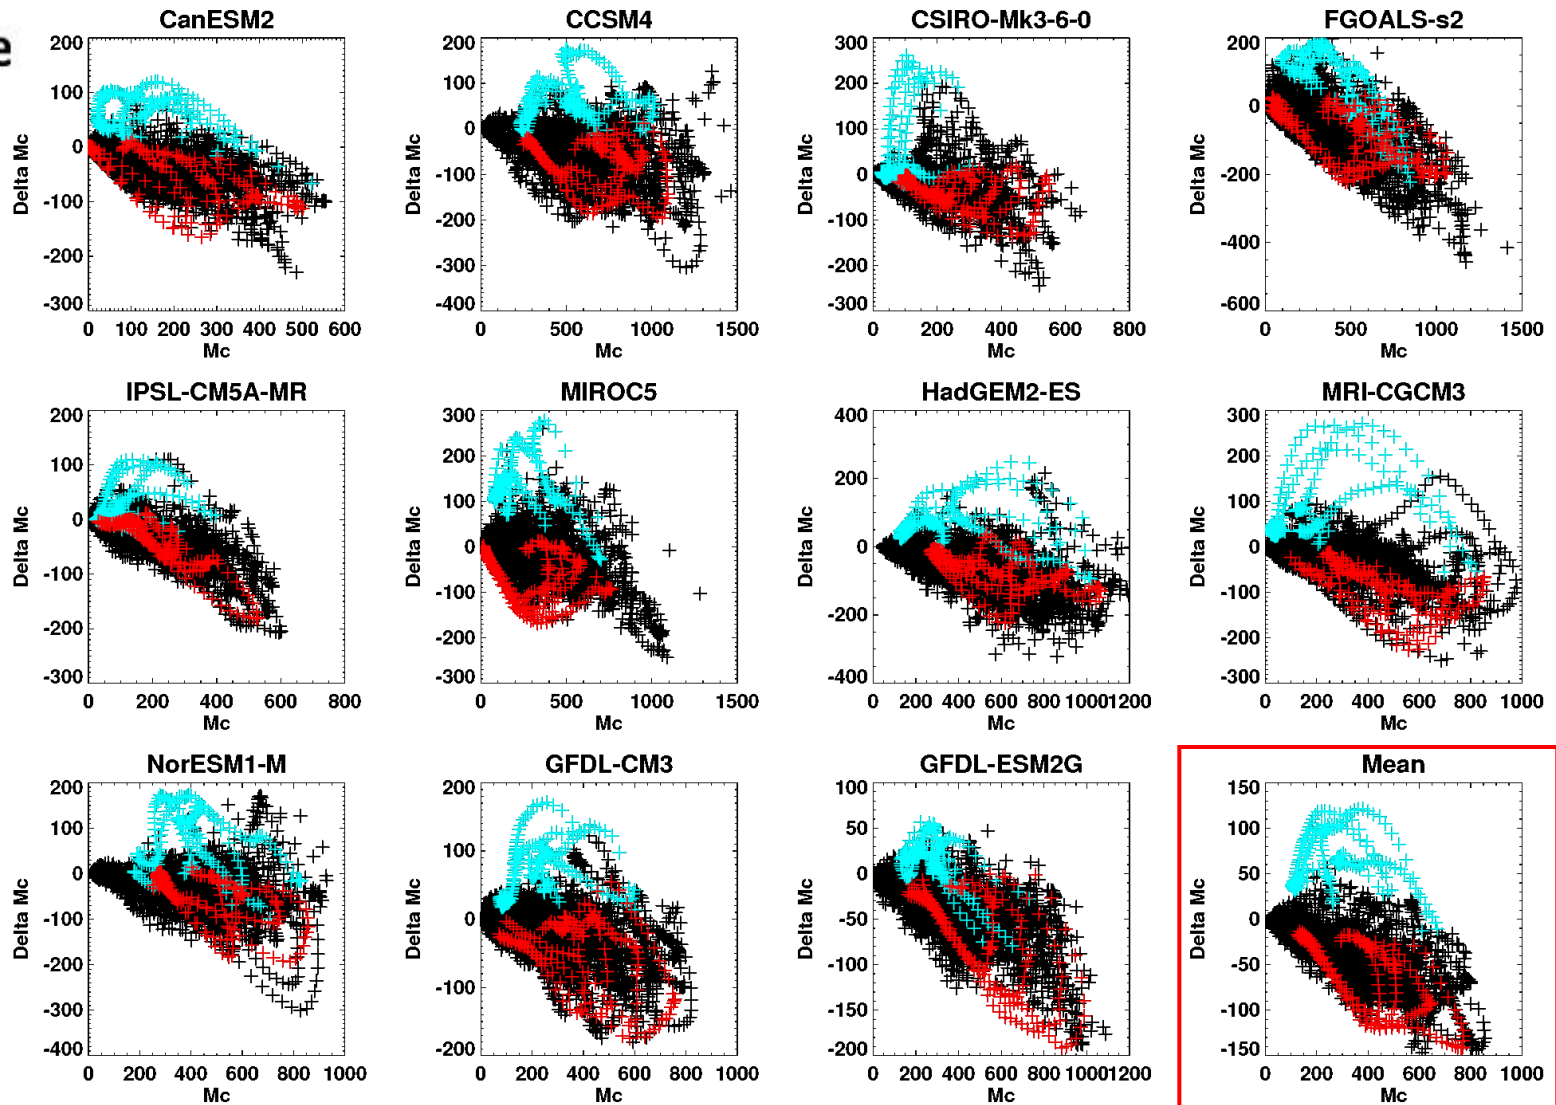 e
CanESM2 CCSM4 CSIRO-Mk3-6-0 FGOALS-s2
200 100 0 -100 -200 -300
Delta Mc
0 100 200 300 400 500 600
Mc
200 100 0 -100 -200 -300 -400
Delta Mc
0 500 1000 1500
Mc
300 200 100 0 -100 -200 -300
Delta Mc
0 200 400 600 800
Mc
200 0 -200 -400 -600
Delta Mc
0 500 1000 1500
Mc
IPSL-CM5A-MR MIROC5 HadGEM2-ES MRI-CGCM3
200 100 0 -100 -200 -300
Delta Mc
0 200 400 600 800
Mc
300 200 100 0 -100 -200 -300
Delta Mc
0 500 1000 1500
Mc
400 200 0 -200 -400
Delta Mc
0 200 400 600 800 1000 1200
Mc
300 200 100 0 -100 -200 -300
Delta Mc
0 200 400 600 800 1000
Mc
NorESM1-M GFDL-CM3 GFDL-ESM2G Mean
200 100 0 -100 -200 -300 -400
Delta Mc
0 200 400 600 800 1000
Mc
200 100 0 -100 -200
Delta Mc
0 200 400 600 800 1000
Mc
100 50 0 -50 -100 -150 -200
Delta Mc
0 200 400 600 800 1000 1200
Mc
150 100 50 0 -50 -100 -150
Delta Mc
0 200 400 600 800 1000
Mc